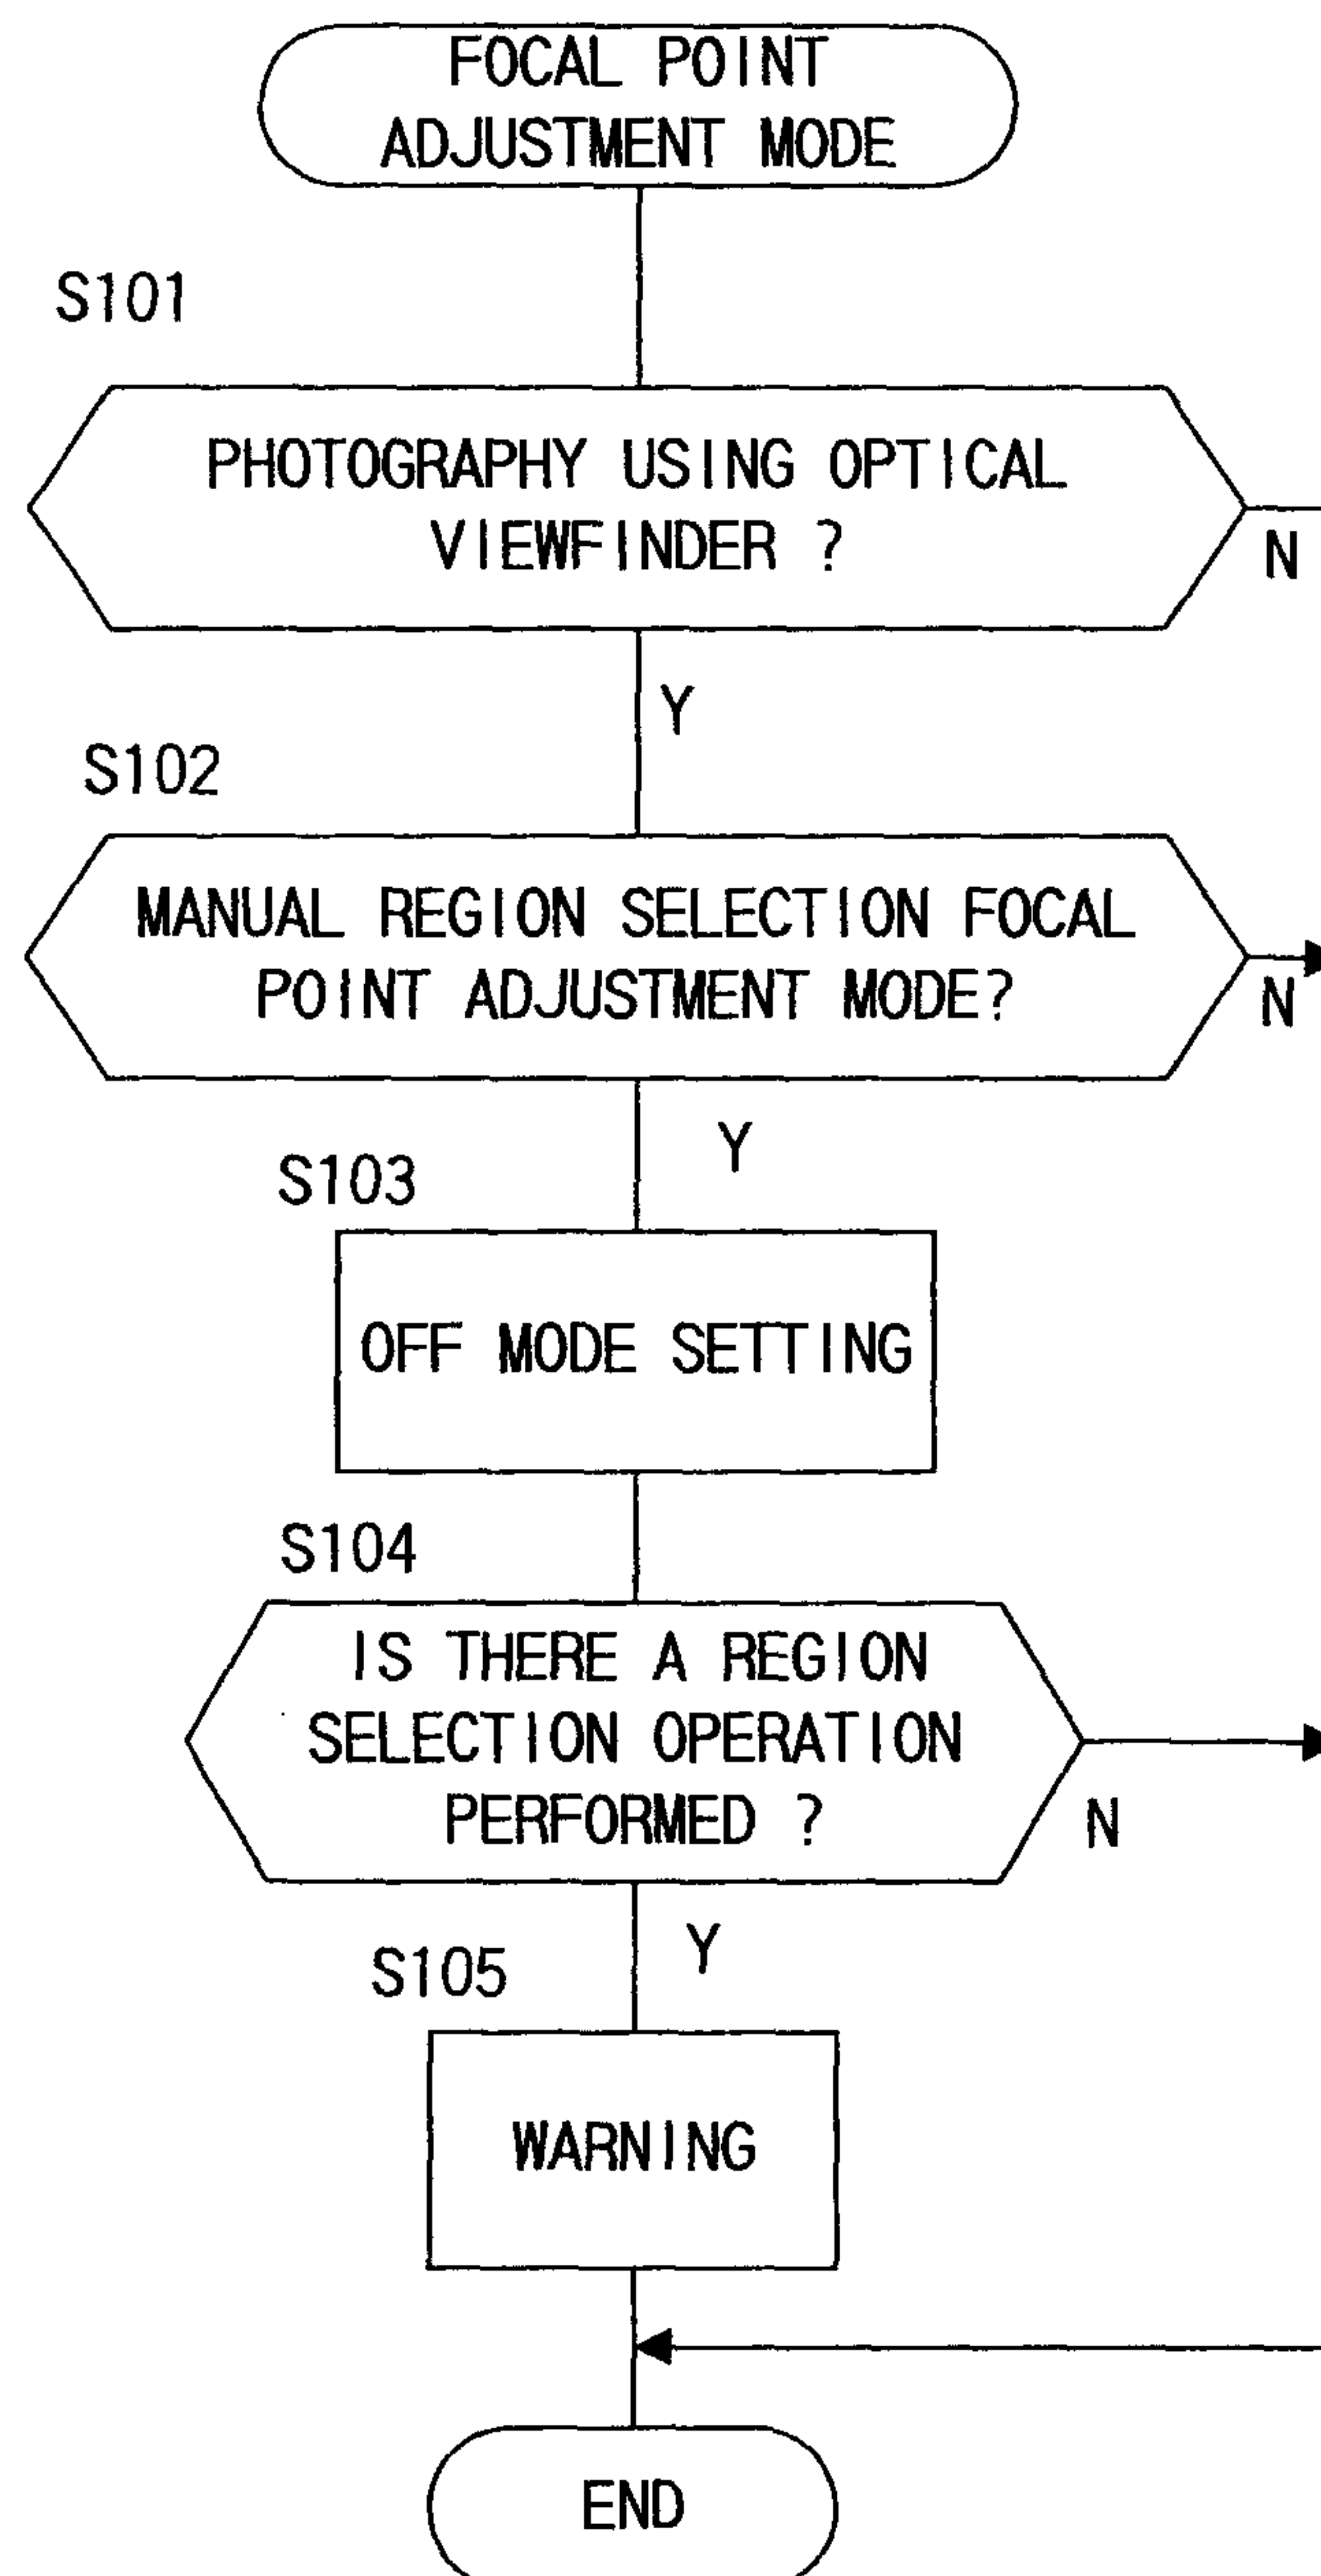 FOCAL POINT
ADJUSTMENT MODE
S101
PHOTOGRAPHY USING OPTICAL
VIEWFINDER ?
N
Y
S102
MANUAL REGION SELECTION FOCAL
POINT ADJUSTMENT MODE?
N
Y
S103
OFF MODE SETTING
S104
IS THERE A REGION
SELECTION OPERATION
PERFORMED ?
N
Y
S105
WARNING
END